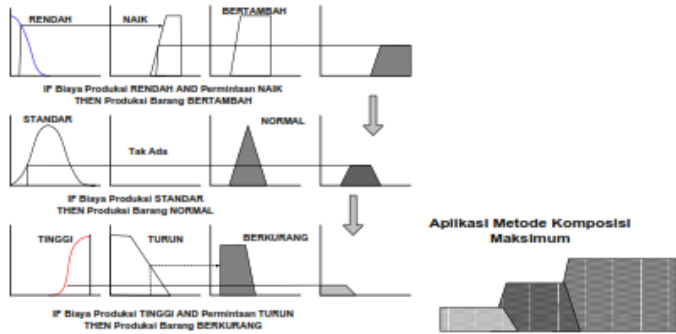 RENDAH NAIK BERTAMBAH
IF Biaya Produksi RENDAH AND Permintaan NAIK
THEN Produksi Barang BERTAMBAH
STANDAR NORMAL
Tak Ada
IF Biaya Produksi STANDAR
THEN Produksi Barang NORMAL
Aplikasi Metode Komposisi
Maksimum
TINGGI TURUN BERKURANG
IF Biaya Produksi TINGGI AND Permintaan TURUN
THEN Produksi Barang BERKURANG